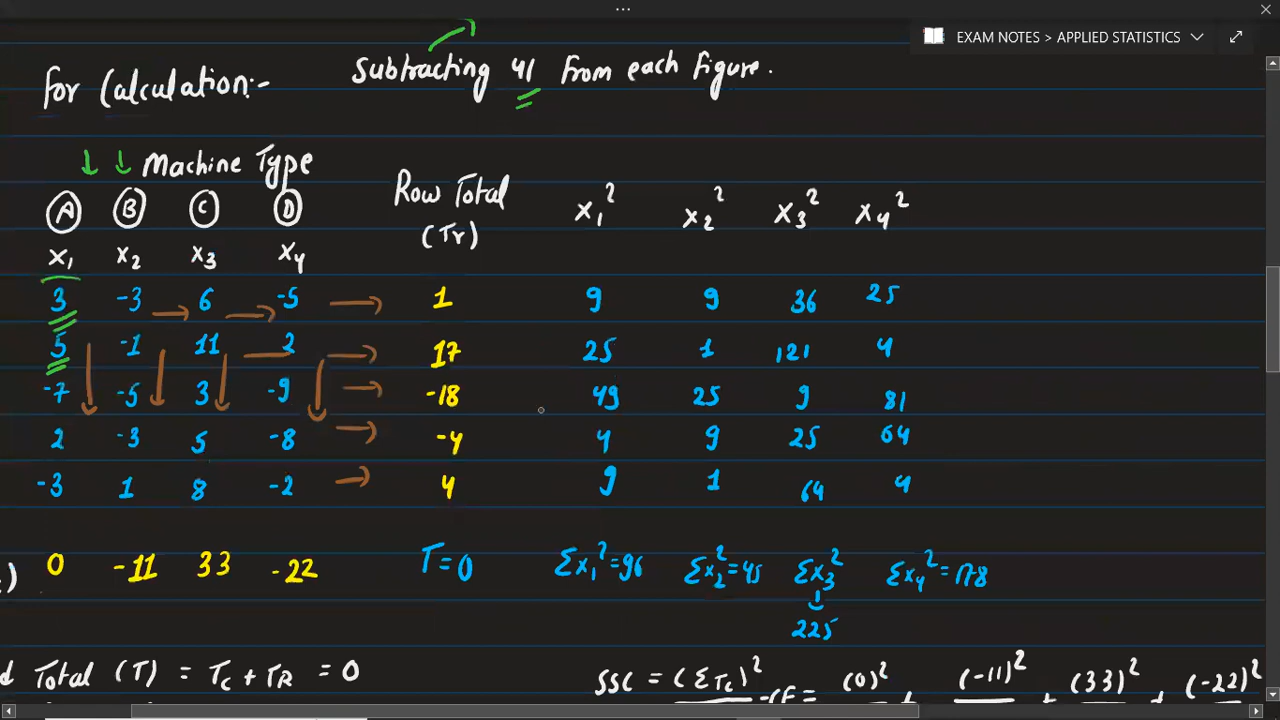 EXAM NOTES > APPLIED STATISTICS
Subtracting 41 from each figure.
For Calculation:-
Machine Type
A B C D Row Total (Tr) x₁² x₂² x₃² x₄²
x₁ x₂ x₃ x₄
3 -3 6 -5 1 9 9 36 25
5 -1 11 2 17 25 1 121 4
-7 -5 3 -9 -18 49 25 9 81
2 -3 5 -8 -4 4 9 25 64
-3 1 8 -2 4 9 1 64 4
0 -11 33 -22 T=0 Σx₁²=96 Σx₂²=45 Σx₃² Σx₄²=178
225
Total (T) = Tc + TR = 0
SSC = (ΣTc)² -CF = (0)² + (-11)² + (33)² + (-22)²